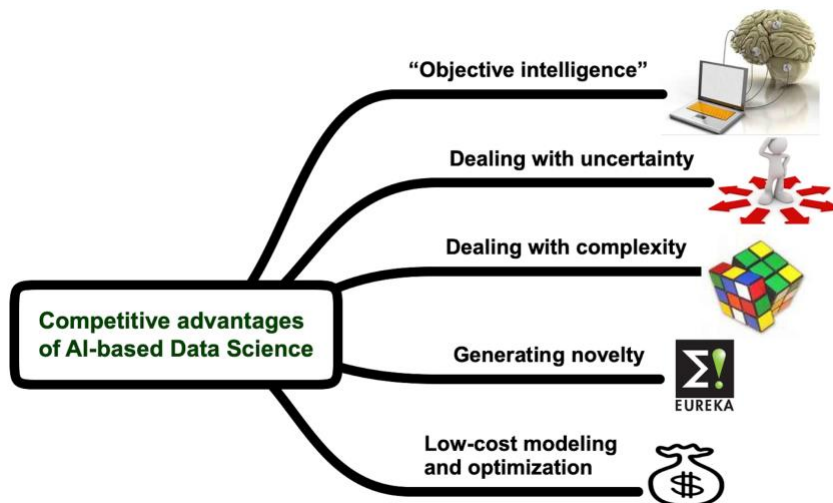 “Objective intelligence”
Dealing with uncertainty
Dealing with complexity
Competitive advantages
of AI-based Data Science
Generating novelty
Σ!
EUREKA
Low-cost modeling
and optimization
$